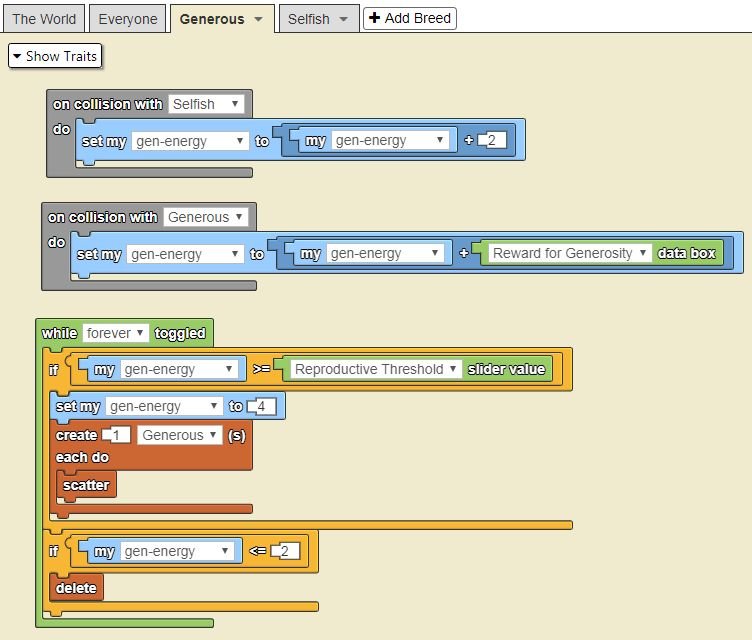 The World Everyone Generous Selfish + Add Breed
Show Traits
on collision with Selfish
do
set my gen-energy to my gen-energy + 2
on collision with Generous
do
set my gen-energy to my gen-energy + Reward for Generosity data box
while forever toggled
if my gen-energy >= Reproductive Threshold slider value
set my gen-energy to 4
create 1 Generous (s)
each do
scatter
if my gen-energy <= 2
delete